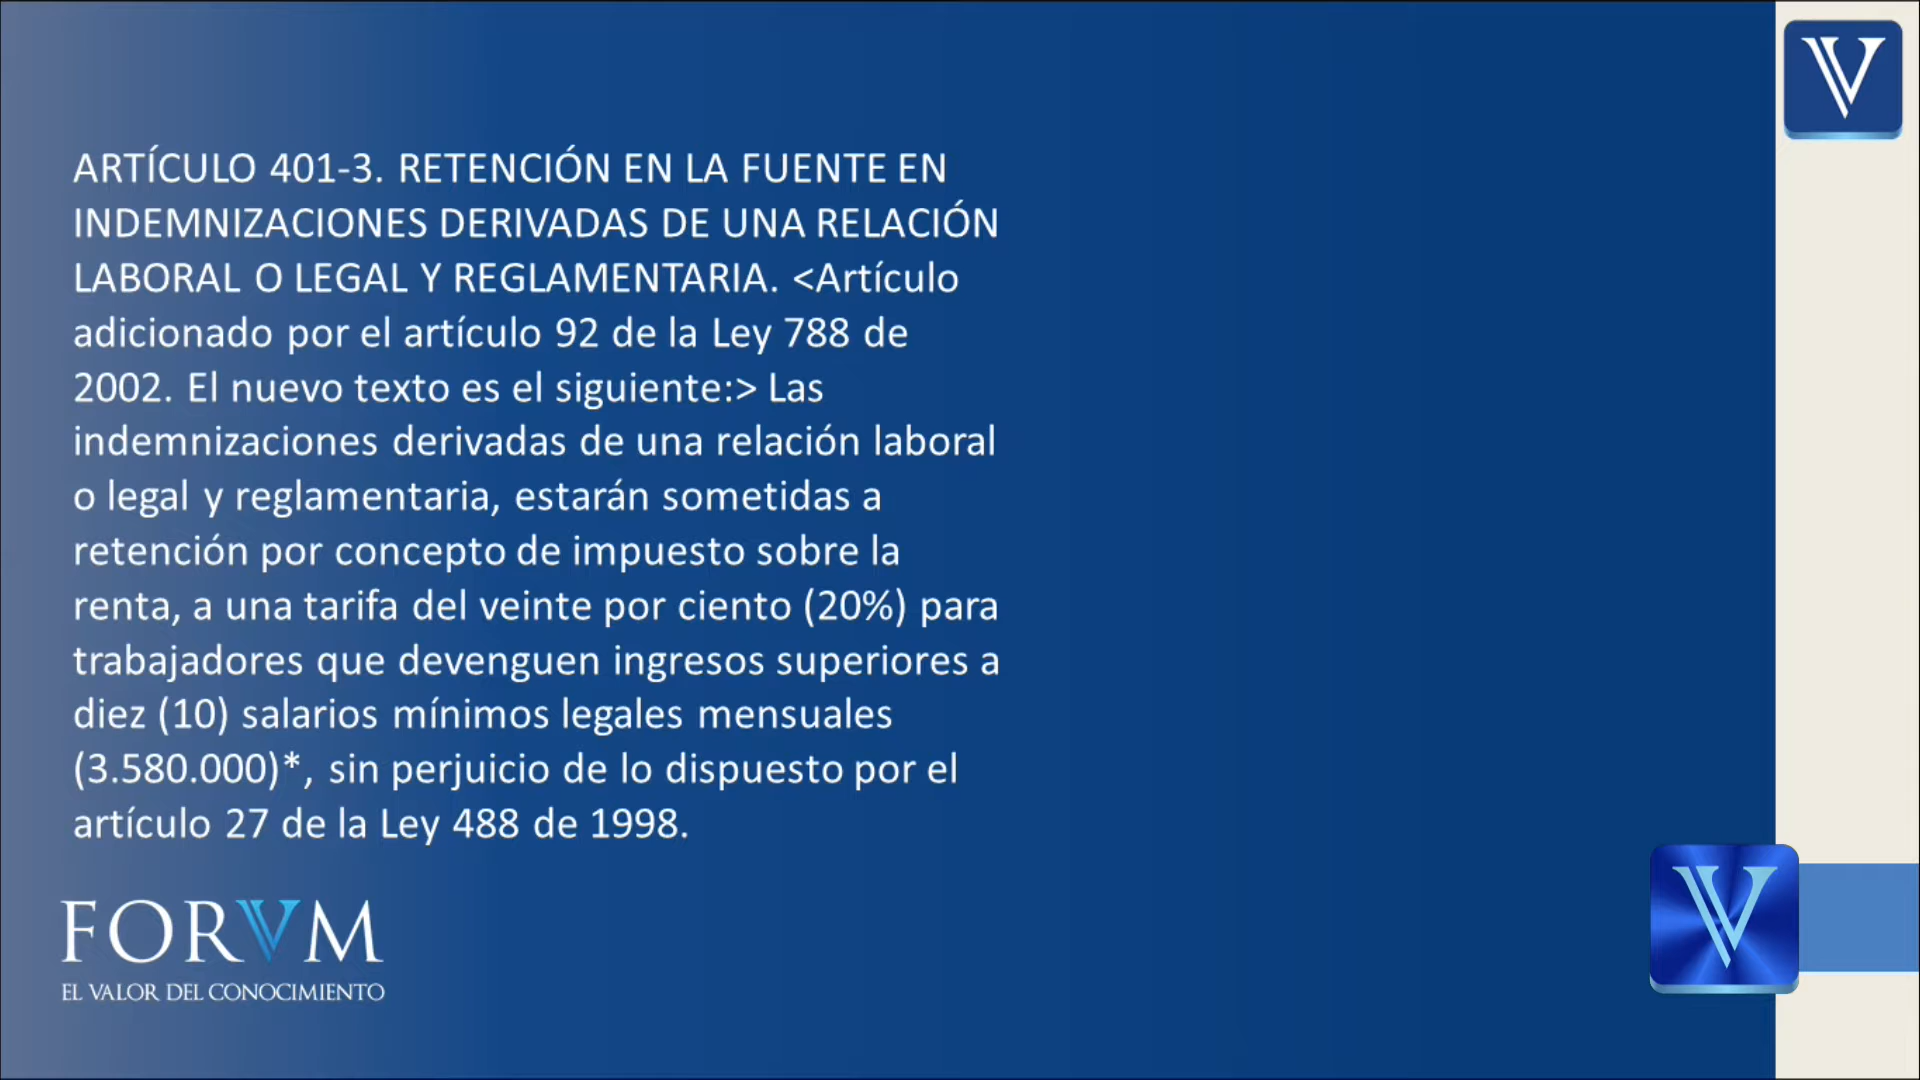 ARTÍCULO 401-3. RETENCIÓN EN LA FUENTE EN
INDEMNIZACIONES DERIVADAS DE UNA RELACIÓN
LABORAL O LEGAL Y REGLAMENTARIA. <Artículo
adicionado por el artículo 92 de la Ley 788 de
2002. El nuevo texto es el siguiente:> Las
indemnizaciones derivadas de una relación laboral
o legal y reglamentaria, estarán sometidas a
retención por concepto de impuesto sobre la
renta, a una tarifa del veinte por ciento (20%) para
trabajadores que devenguen ingresos superiores a
diez (10) salarios mínimos legales mensuales
(3.580.000)*, sin perjuicio de lo dispuesto por el
artículo 27 de la Ley 488 de 1998.
FORVM
EL VALOR DEL CONOCIMIENTO
V
V